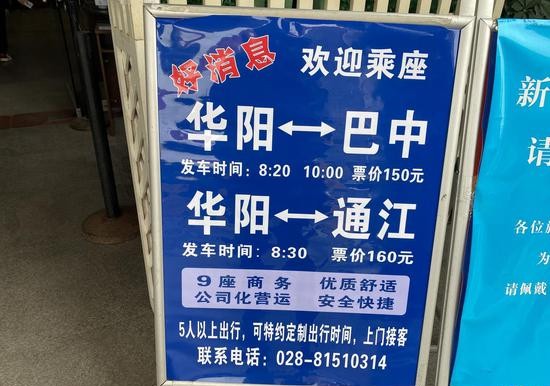 好消息 欢迎乘座
华阳↔巴中
发车时间：8:20 10:00 票价150元
华阳↔通江
发车时间：8:30 票价160元
9座商务 优质舒适
公司化营运 安全快捷
5人以上出行，可特约定制出行时间，上门接客
联系电话：028-81510314
新
请
各位旅
为
请佩戴